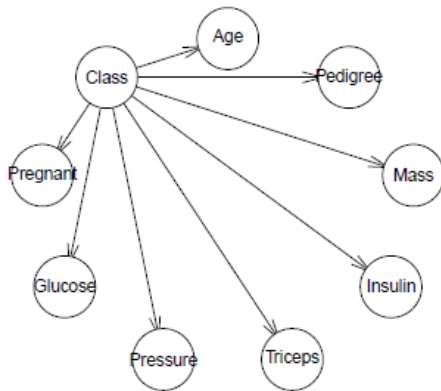 Age
Class
Pedigree
Pregnant
Mass
Glucose
Insulin
Pressure
Triceps